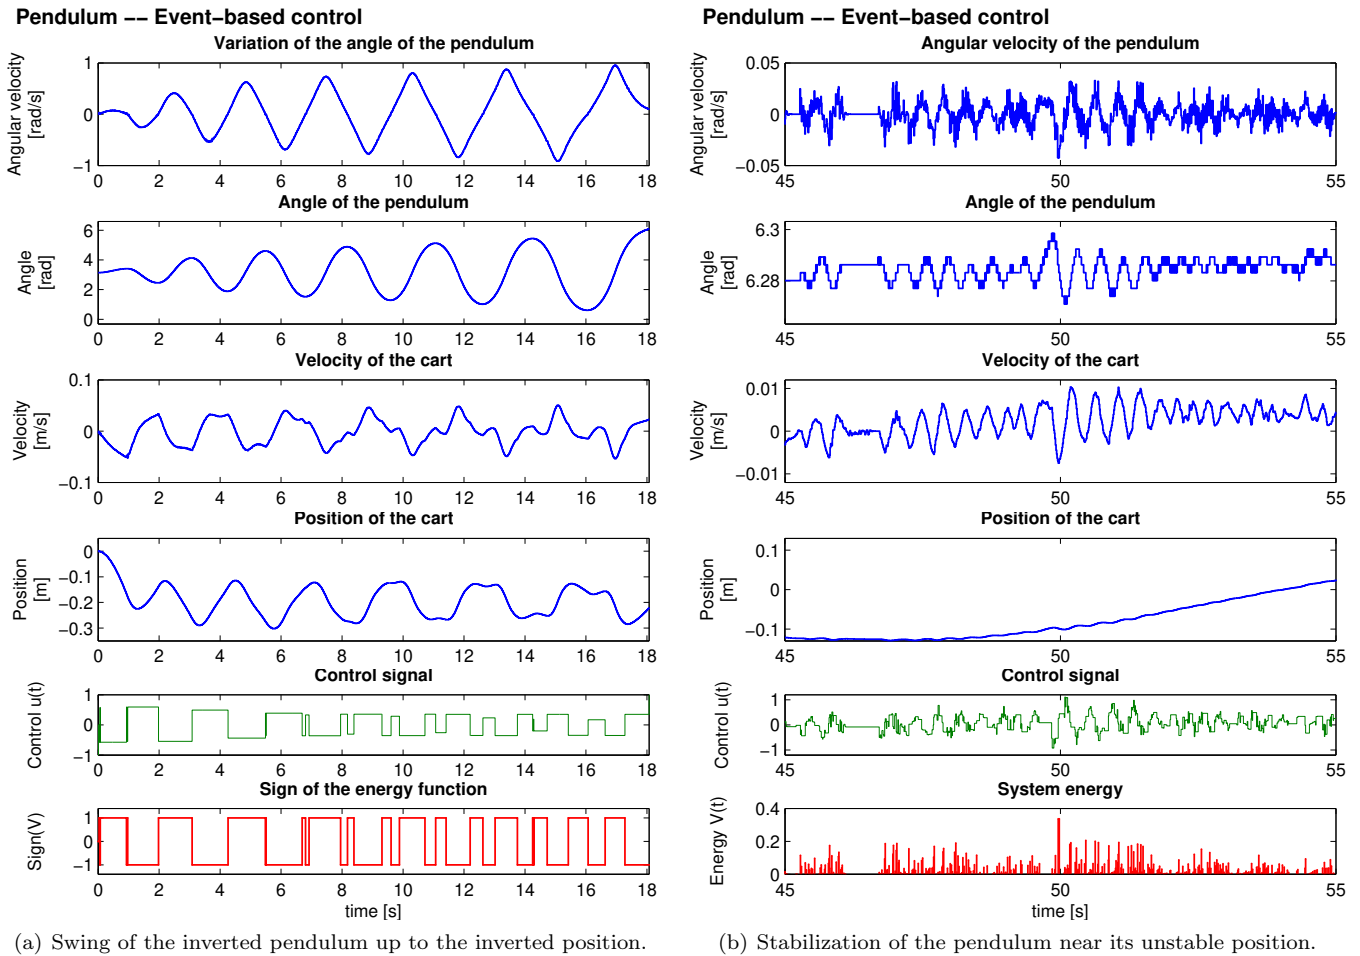 Pendulum −− Event−based control
Variation of the angle of the pendulum
Angular velocity
[rad/s]
1
0
−1
0 2 4 6 8 10 12 14 16 18
Angle of the pendulum
Angle
[rad]
6
4
2
0
0 2 4 6 8 10 12 14 16 18
Velocity of the cart
Velocity
[m/s]
0.1
0
−0.1
0 2 4 6 8 10 12 14 16 18
Position of the cart
Position
[m]
0
−0.1
−0.2
−0.3
0 2 4 6 8 10 12 14 16 18
Control signal
Control u(t)
1
0
−1
0 2 4 6 8 10 12 14 16 18
Sign of the energy function
Sign(V)
1
0
−1
0 2 4 6 8 10 12 14 16 18
time [s]
(a) Swing of the inverted pendulum up to the inverted position.
Pendulum −− Event−based control
Angular velocity of the pendulum
Angular velocity
[rad/s]
0.05
0
−0.05
45 50 55
Angle of the pendulum
Angle
[rad]
6.3
6.28
45 50 55
Velocity of the cart
Velocity
[m/s]
0.01
0
−0.01
45 50 55
Position of the cart
Position
[m]
0.1
0
−0.1
45 50 55
Control signal
Control u(t)
1
0
−1
45 50 55
System energy
Energy V(t)
0.4
0.2
0
45 50 55
time [s]
(b) Stabilization of the pendulum near its unstable position.